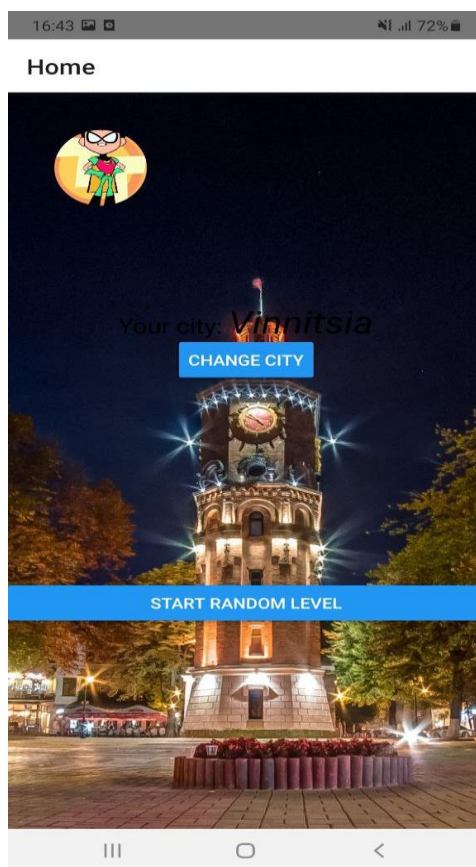 16:43 72%
Home
Your city: Vinnitsia
CHANGE CITY
START RANDOM LEVEL